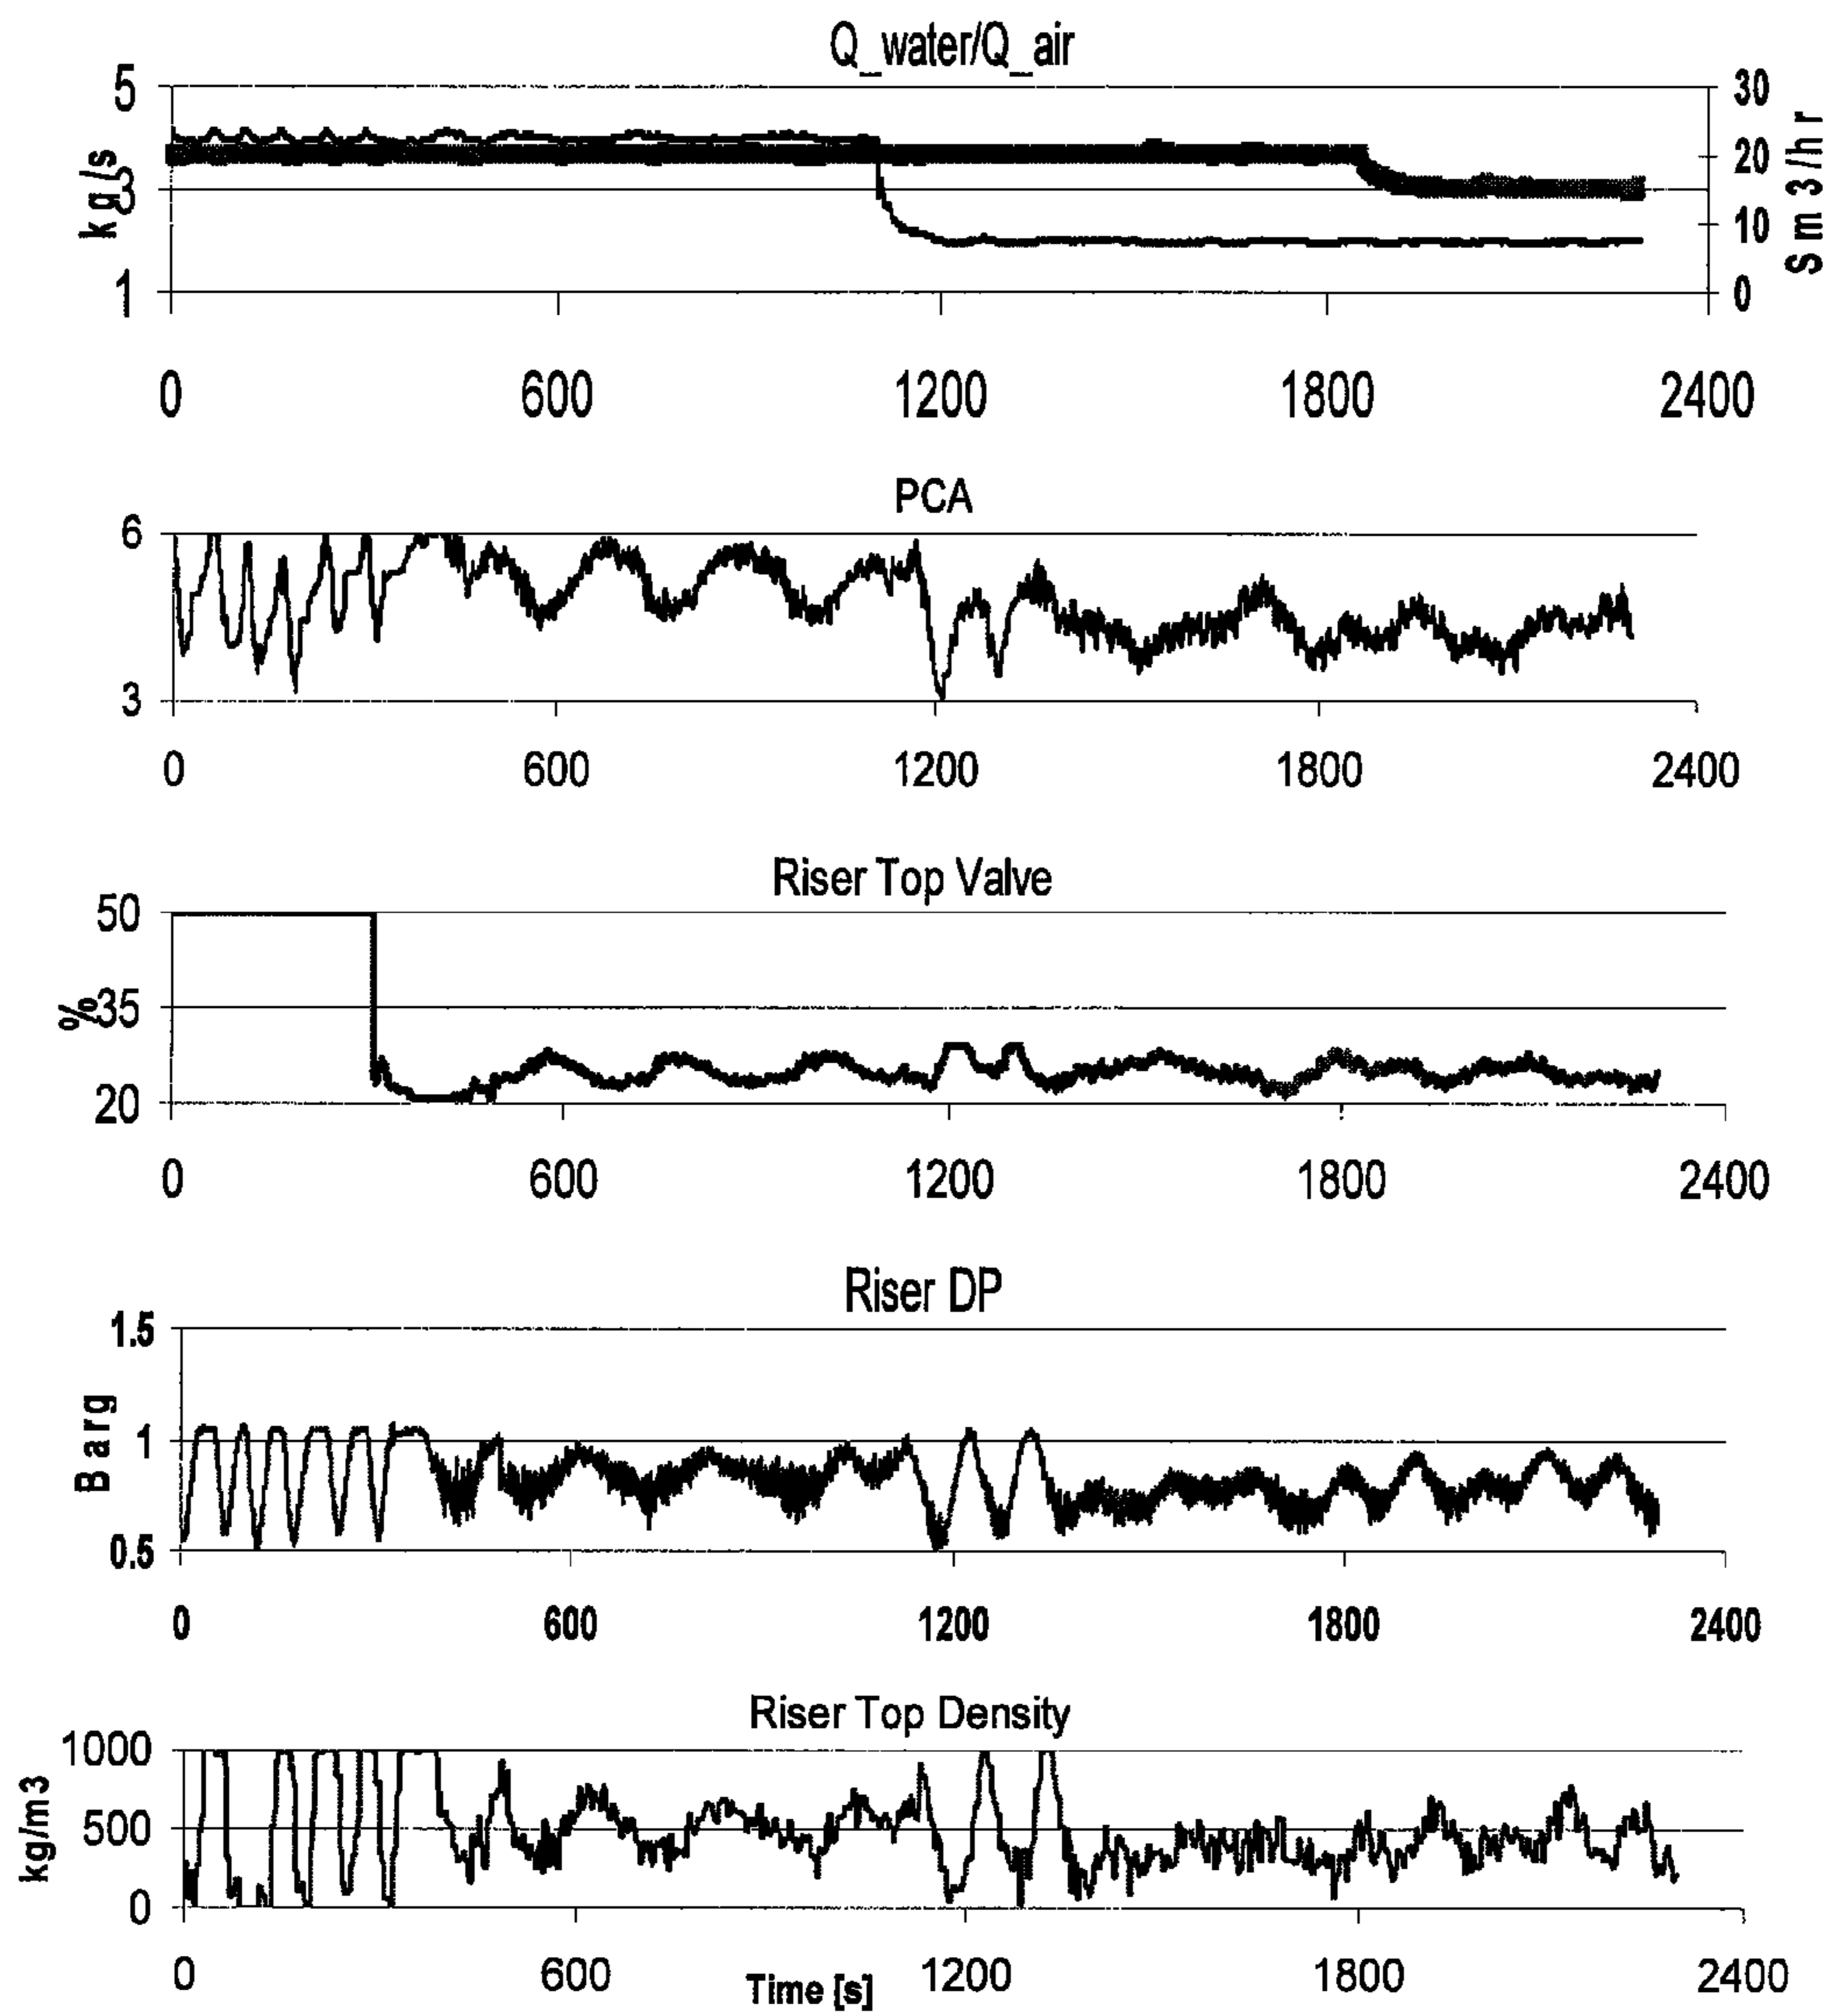 Q_water/Q_air
5
3
1
kg/s
30
20
10
0
Sm3/hr
0 600 1200 1800 2400
PCA
6
3
0 600 1200 1800 2400
Riser Top Valve
50
35
20
%
0 600 1200 1800 2400
Riser DP
1.5
1
0.5
Barg
0 600 1200 1800 2400
Riser Top Density
1000
500
0
kg/m3
0 600 1200 1800 2400
Time [s]